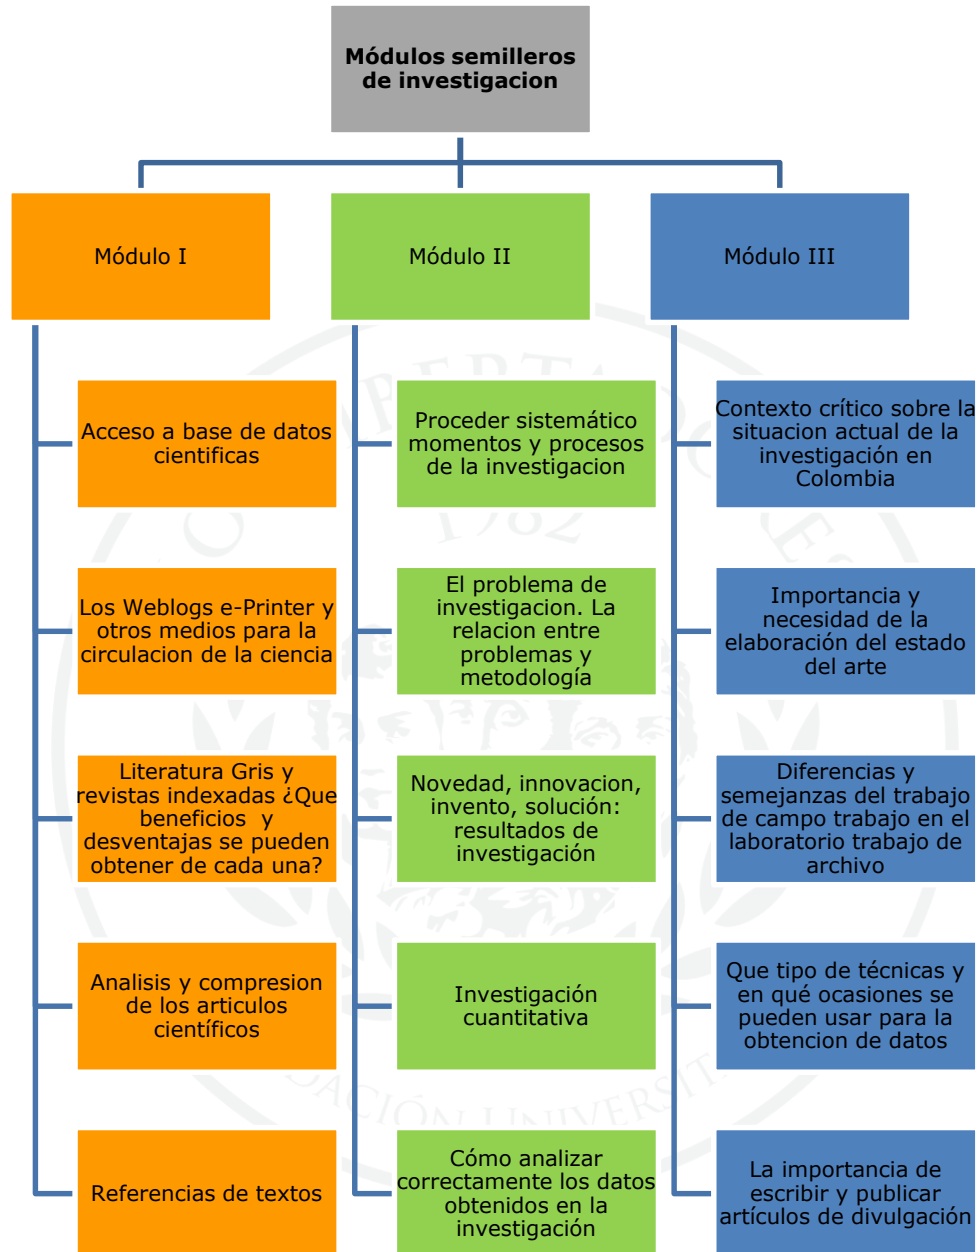 Módulos semilleros
de investigacion
Módulo I
Módulo II
Módulo III
Acceso a base de datos
cientificas
Los Weblogs e-Printer y
otros medios para la
circulacion de la ciencia
Literatura Gris y
revistas indexadas ¿Que
beneficios y
desventajas se pueden
obtener de cada una?
Analisis y compresion
de los articulos
científicos
Referencias de textos
Proceder sistemático
momentos y procesos
de la investigacion
El problema de
investigacion. La
relacion entre
problemas y
metodología
Novedad, innovacion,
invento, solución:
resultados de
investigación
Investigación
cuantitativa
Cómo analizar
correctamente los datos
obtenidos en la
investigación
Contexto crítico sobre la
situacion actual de la
investigación en
Colombia
Importancia y
necesidad de la
elaboración del estado
del arte
Diferencias y
semejanzas del trabajo
de campo trabajo en el
laboratorio trabajo de
archivo
Que tipo de técnicas y
en qué ocasiones se
pueden usar para la
obtencion de datos
La importancia de
escribir y publicar
artículos de divulgación
1982